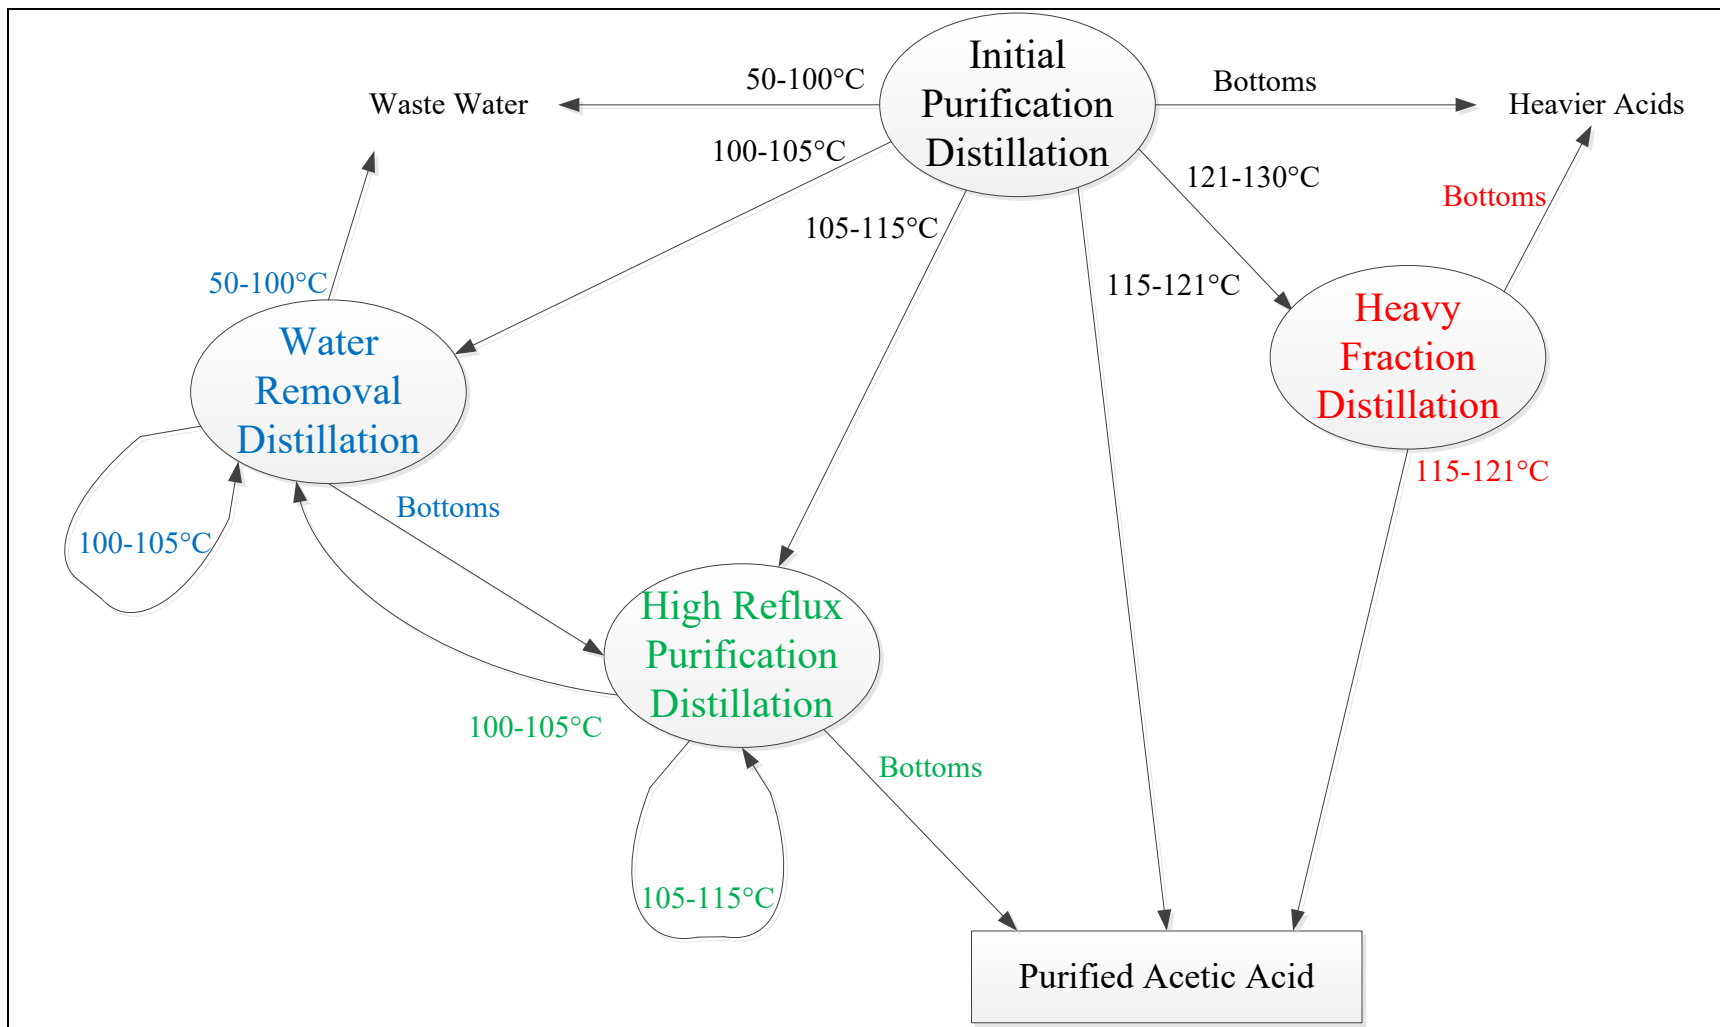 Initial
Purification
Distillation
50-100°C
Waste Water
Bottoms
Heavier Acids
100-105°C
121-130°C
Bottoms
105-115°C
50-100°C
115-121°C
Heavy
Fraction
Distillation
Water
Removal
Distillation
115-121°C
Bottoms
100-105°C
High Reflux
Purification
Distillation
100-105°C
Bottoms
105-115°C
Purified Acetic Acid